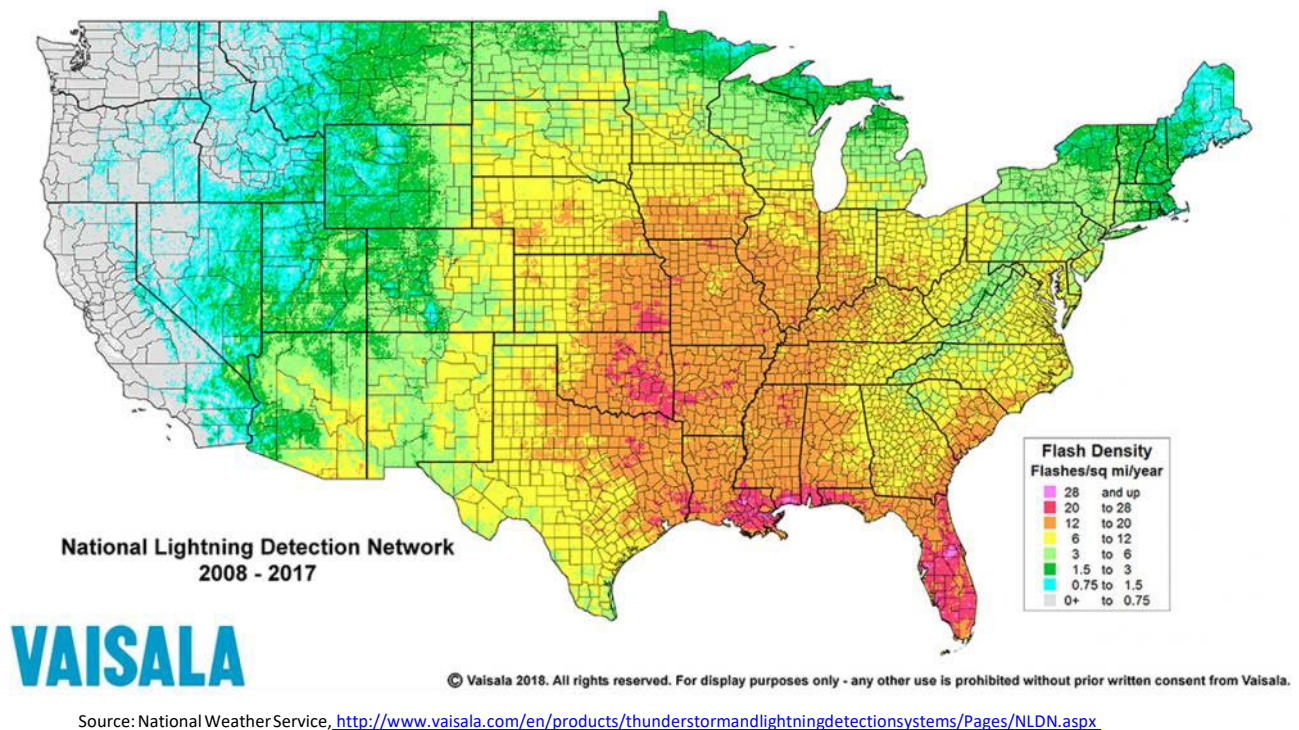 National Lightning Detection Network
2008 - 2017
Flash Density
Flashes/sq mi/year
28 and up
20 to 28
12 to 20
6 to 12
3 to 6
1.5 to 3
0.75 to 1.5
0+ to 0.75
VAISALA
© Vaisala 2018. All rights reserved. For display purposes only - any other use is prohibited without prior written consent from Vaisala.
Source: National Weather Service, http://www.vaisala.com/en/products/thunderstormandlightningdetectionsystems/Pages/NLDN.aspx